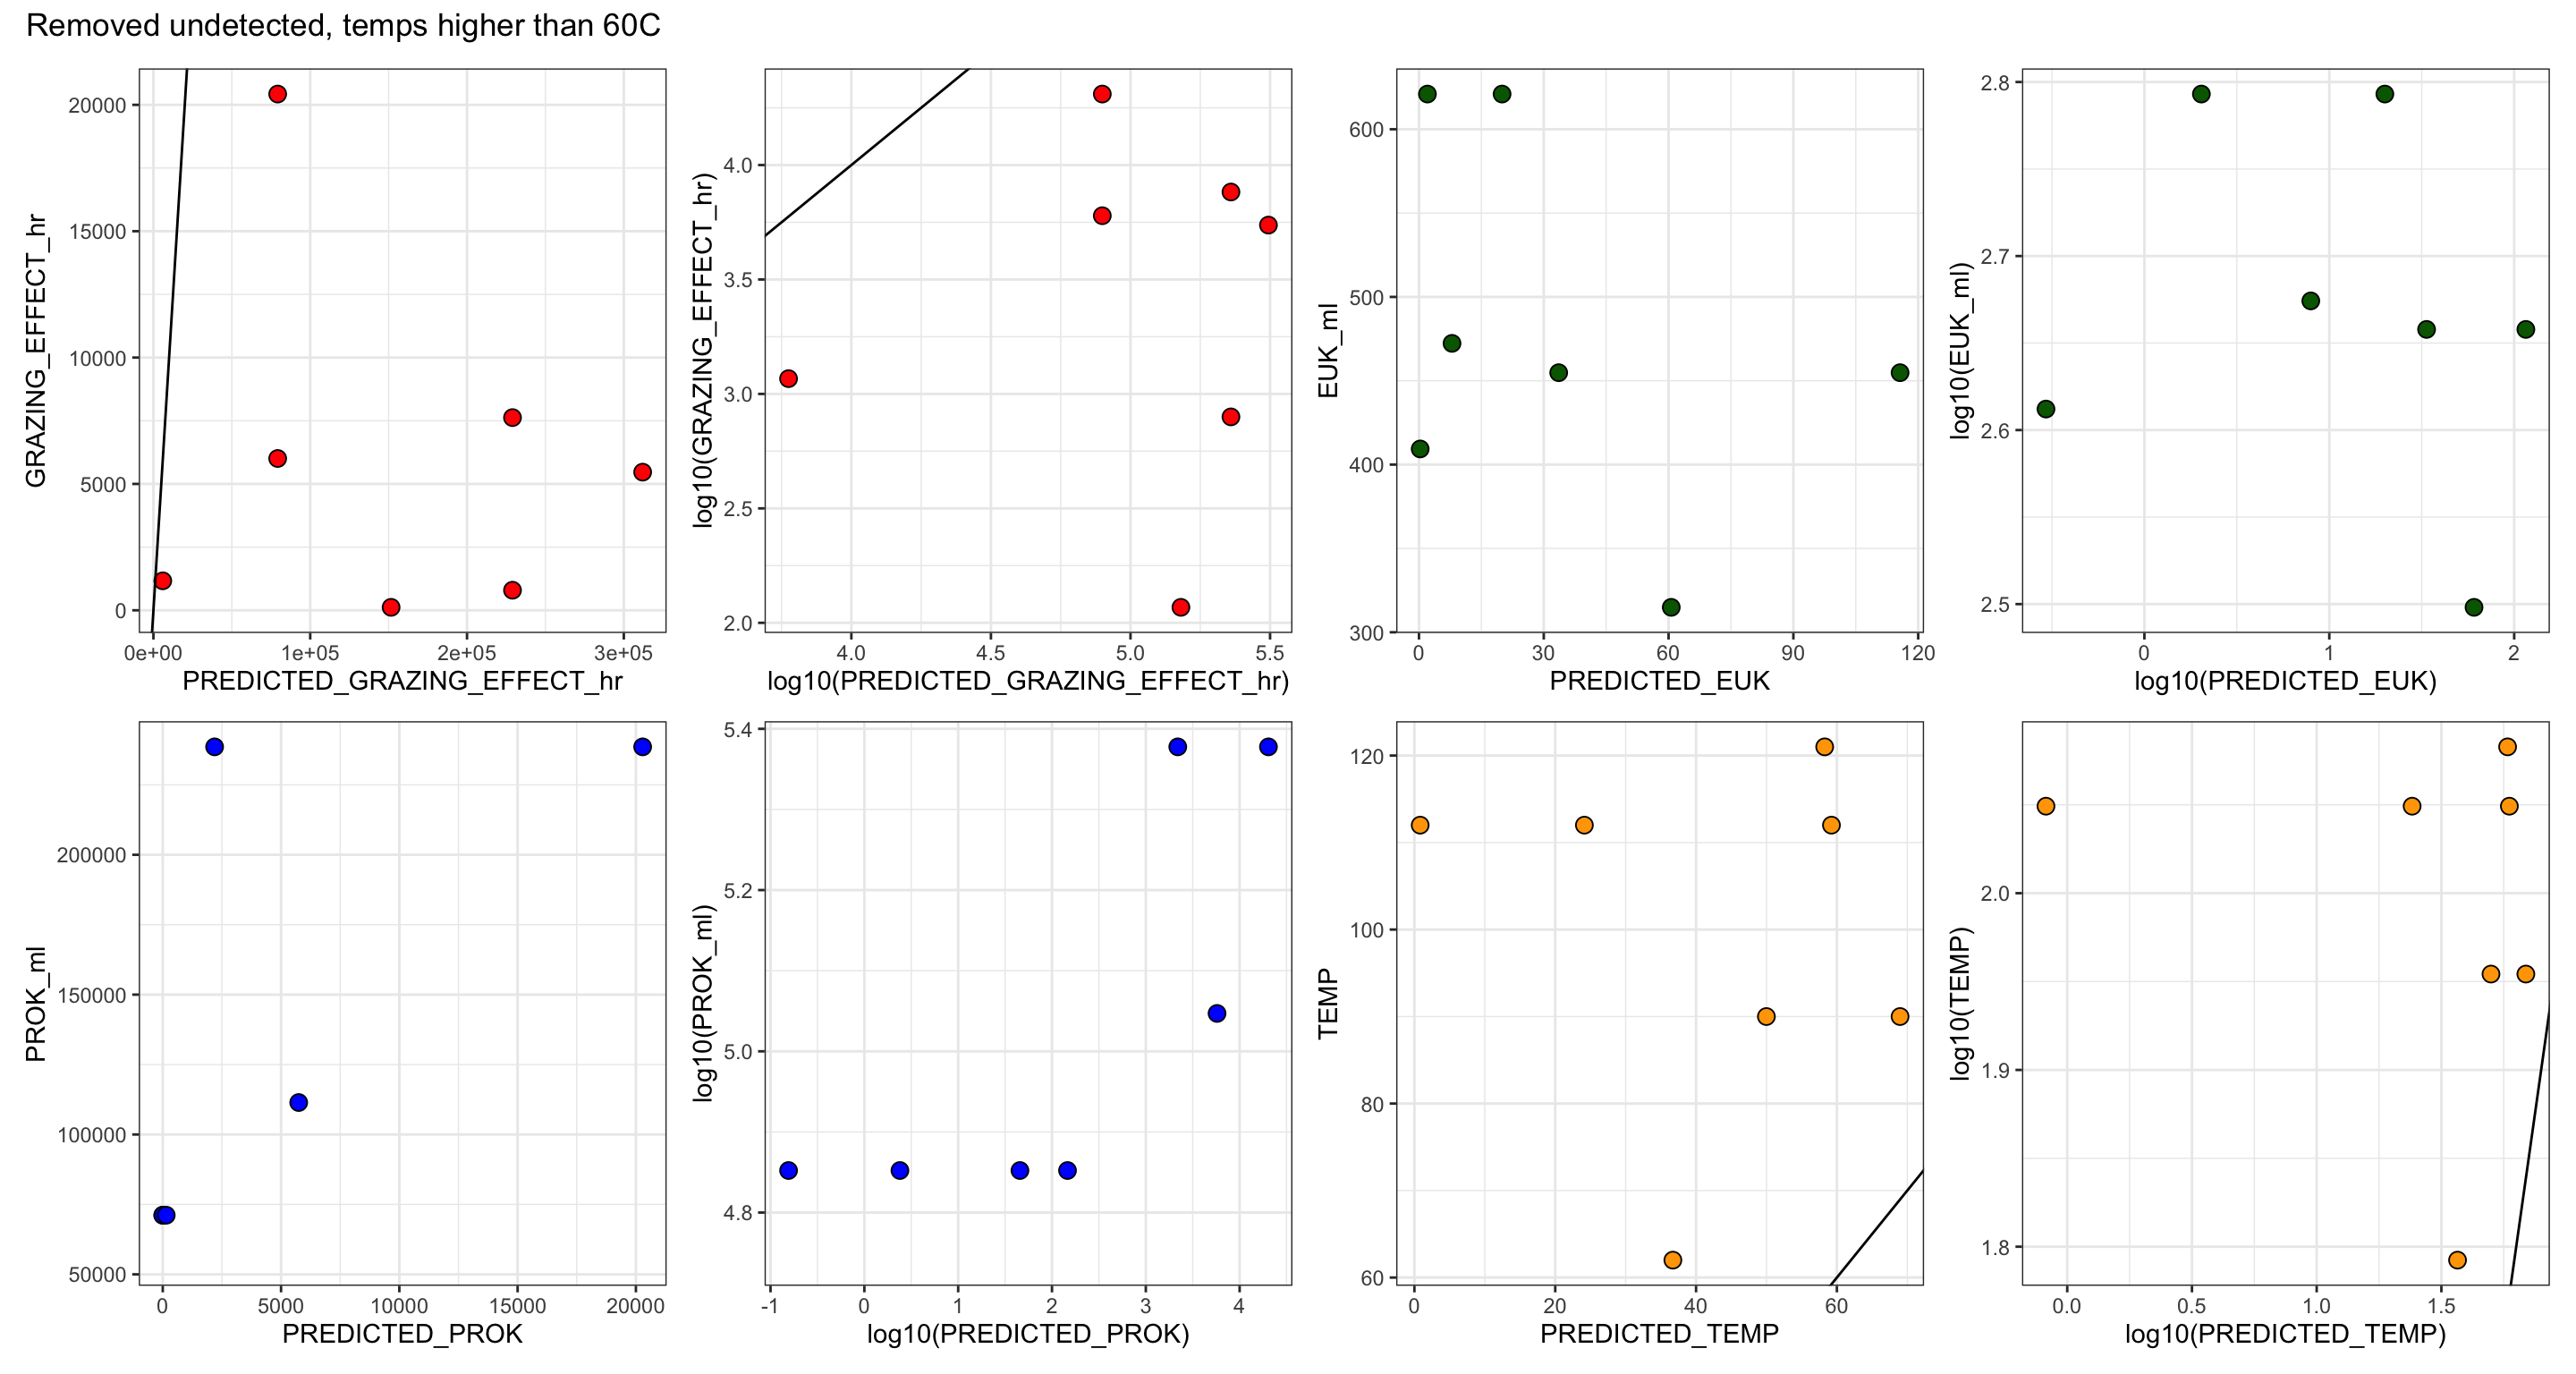 Removed undetected, temps higher than 60C
GRAZING_EFFECT_hr
20000
15000
10000
5000
0
0e+00 1e+05 2e+05 3e+05
PREDICTED_GRAZING_EFFECT_hr
log10(GRAZING_EFFECT_hr)
4.0
3.5
3.0
2.5
2.0
4.0 4.5 5.0 5.5
log10(PREDICTED_GRAZING_EFFECT_hr)
EUK_ml
600
500
400
300
0 30 60 90 120
PREDICTED_EUK
log10(EUK_ml)
2.8
2.7
2.6
2.5
0 1 2
log10(PREDICTED_EUK)
PROK_ml
200000
150000
100000
50000
0 5000 10000 15000 20000
PREDICTED_PROK
log10(PROK_ml)
5.4
5.2
5.0
4.8
-1 0 1 2 3 4
log10(PREDICTED_PROK)
TEMP
120
100
80
60
0 20 40 60
PREDICTED_TEMP
log10(TEMP)
2.0
1.9
1.8
0.0 0.5 1.0 1.5
log10(PREDICTED_TEMP)